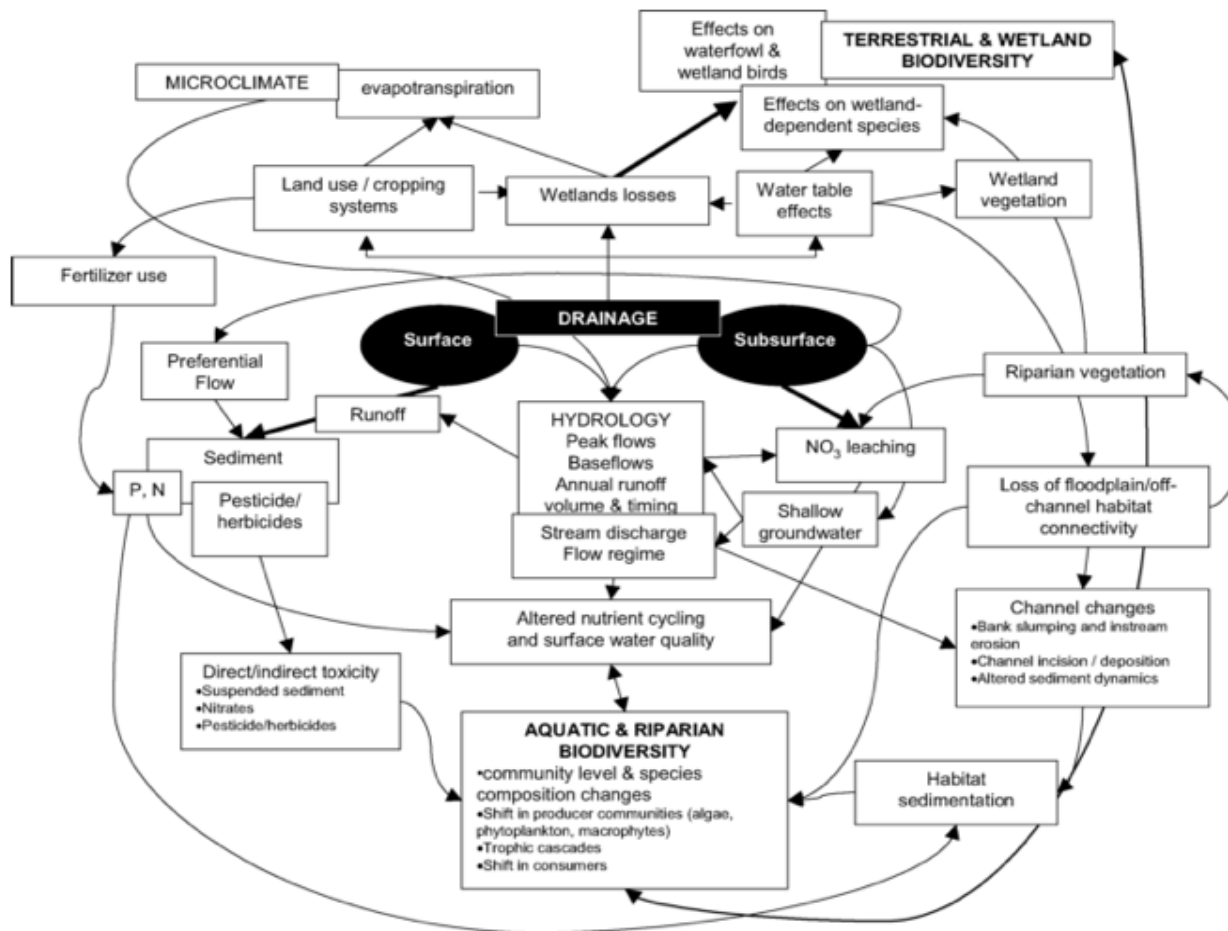 Effects on
waterfowl &
wetland birds
TERRESTRIAL & WETLAND
BIODIVERSITY
MICROCLIMATE
evapotranspiration
Effects on wetland-
dependent species
Land use / cropping
systems
Wetlands losses
Water table
effects
Wetland
vegetation
Fertilizer use
DRAINAGE
Surface
Subsurface
Preferential
Flow
Riparian vegetation
Runoff
HYDROLOGY
Peak flows
Baseflows
Annual runoff
volume & timing
NO₃ leaching
Sediment
P, N
Pesticide/
herbicides
Shallow
groundwater
Loss of floodplain/off-
channel habitat
connectivity
Stream discharge
Flow regime
Altered nutrient cycling
and surface water quality
Channel changes
•Bank slumping and instream
erosion
•Channel incision / deposition
•Altered sediment dynamics
Direct/indirect toxicity
•Suspended sediment
•Nitrates
•Pesticide/herbicides
AQUATIC & RIPARIAN
BIODIVERSITY
•community level & species
composition changes
•Shift in producer communities (algae,
phytoplankton, macrophytes)
•Trophic cascades
•Shift in consumers
Habitat
sedimentation